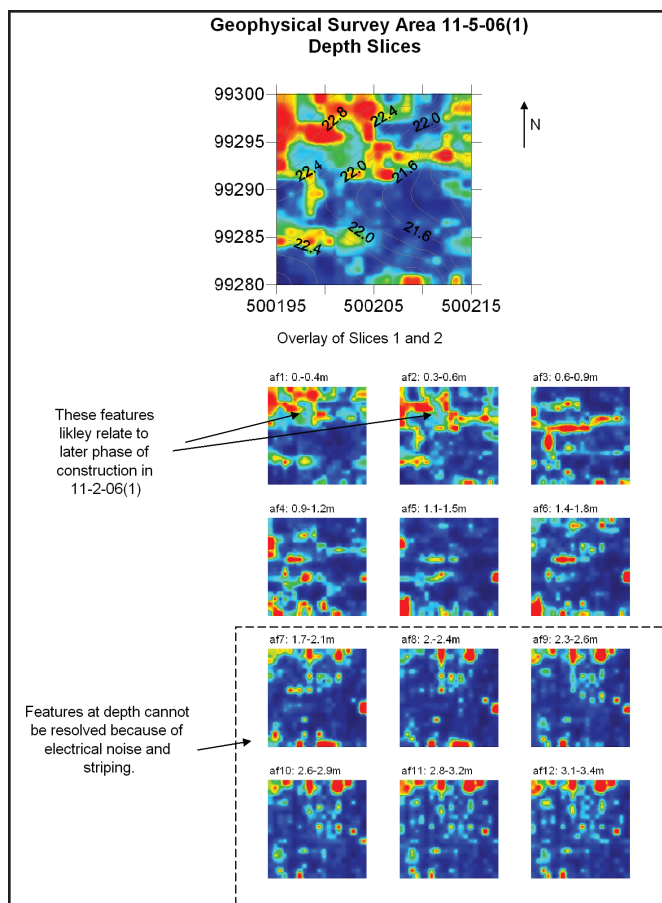 Geophysical Survey Area 11-5-06(1)
Depth Slices
99300
99295
99290
99285
99280
500195
500205
500215
22.8
22.4
22.0
22.4
22.0
21.6
22.0
21.6
22.4
N
Overlay of Slices 1 and 2
af1: 0.-0.4m
af2: 0.3-0.6m
af3: 0.6-0.9m
These features
likley relate to
later phase of
construction in
11-2-06(1)
af4: 0.9-1.2m
af5: 1.1-1.5m
af6: 1.4-1.8m
af7: 1.7-2.1m
af8: 2.-2.4m
af9: 2.3-2.6m
Features at depth cannot
be resolved because of
electrical noise and
striping.
af10: 2.6-2.9m
af11: 2.8-3.2m
af12: 3.1-3.4m